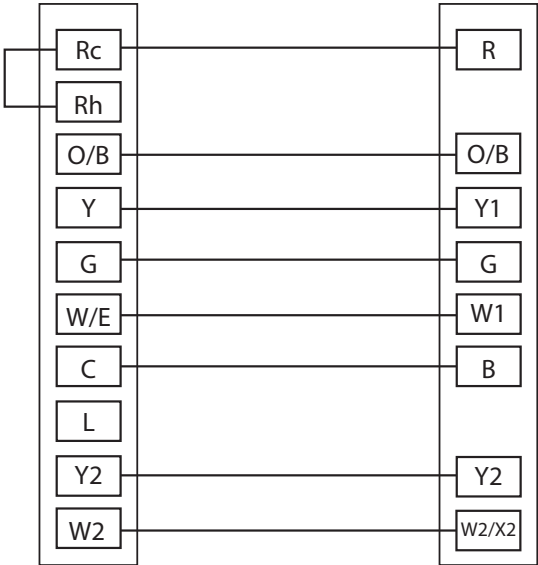 Rc R
Rh
O/B O/B
Y Y1
G G
W/E W1
C B
L
Y2 Y2
W2 W2/X2